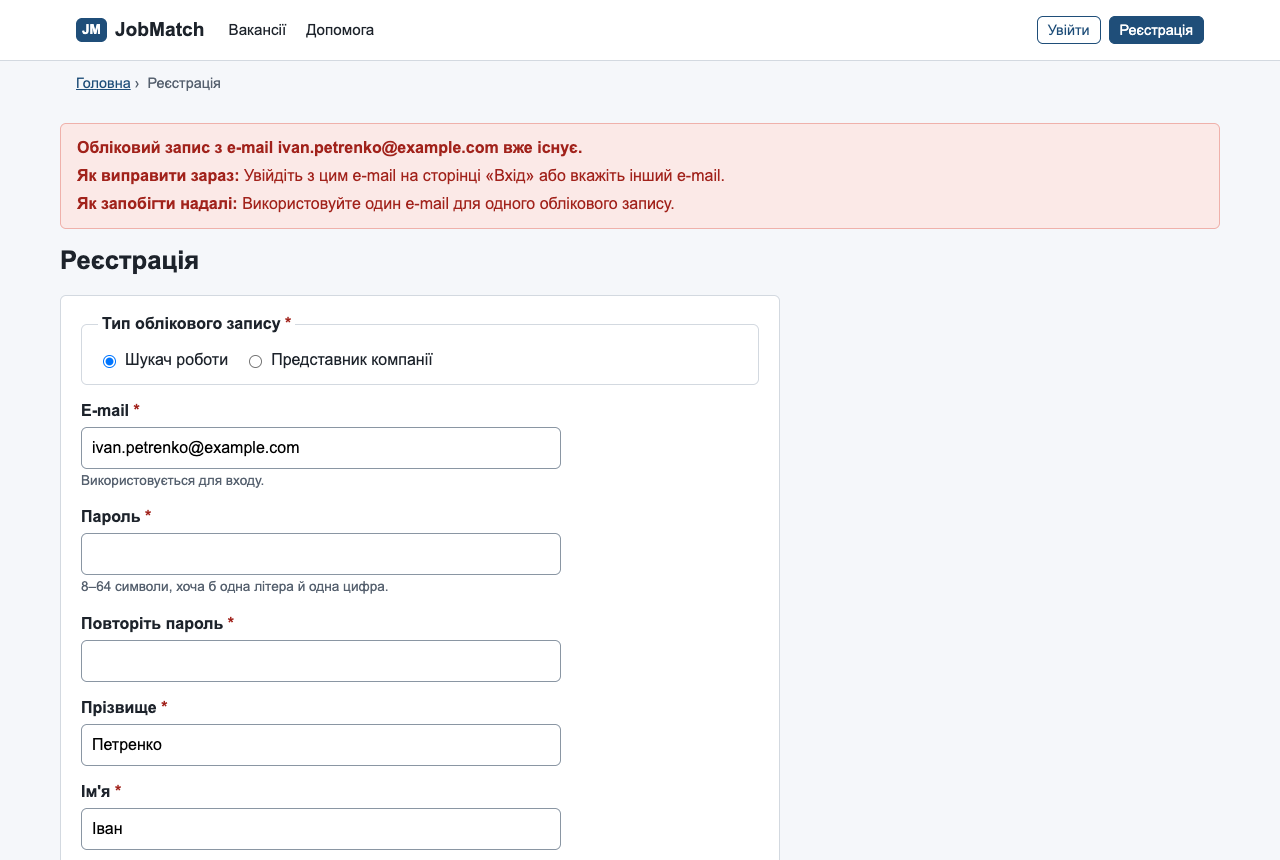 JM JobMatch Вакансії Допомога Увійти Реєстрація
Головна › Реєстрація
Обліковий запис з e-mail ivan.petrenko@example.com вже існує.
Як виправити зараз: Увійдіть з цим e-mail на сторінці «Вхід» або вкажіть інший e-mail.
Як запобігти надалі: Використовуйте один e-mail для одного облікового запису.
Реєстрація
Тип облікового запису *
Шукач роботи Представник компанії
E-mail *
ivan.petrenko@example.com
Використовується для входу.
Пароль *
8–64 символи, хоча б одна літера й одна цифра.
Повторіть пароль *
Прізвище *
Петренко
Ім'я *
Іван